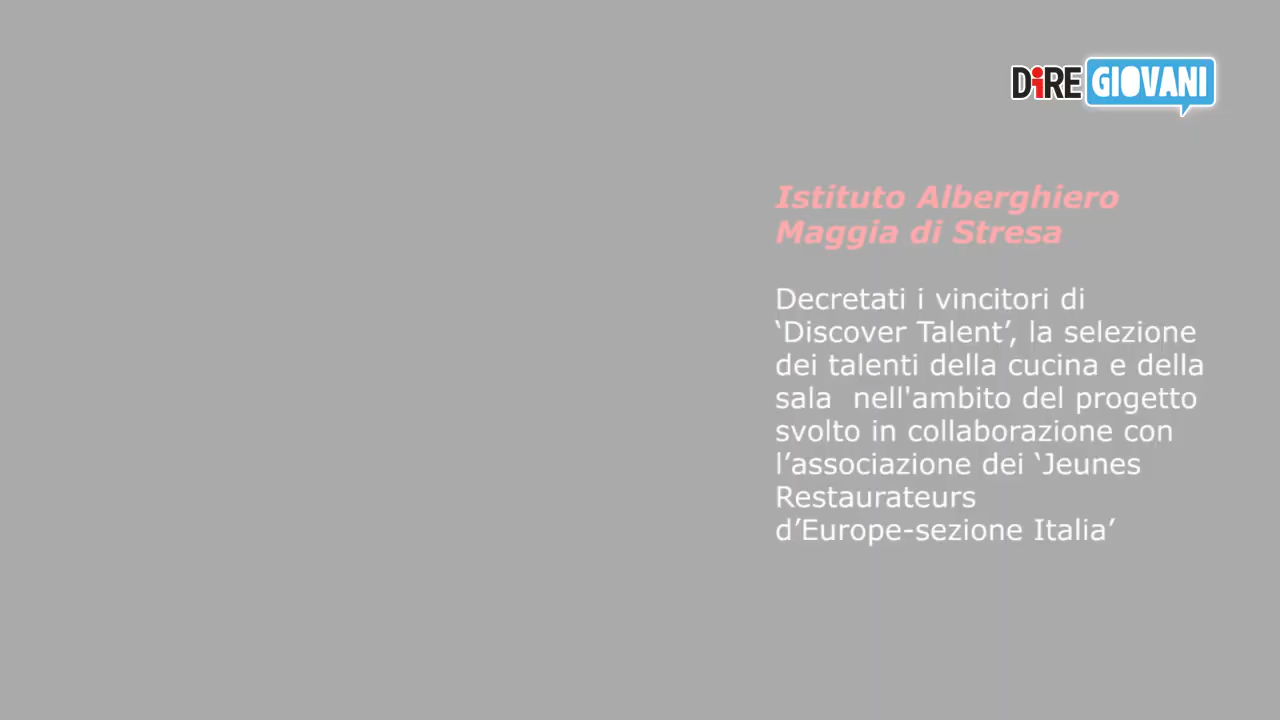 DiRE GIOVANI
Istituto Alberghiero
Maggia di Stresa
Decretati i vincitori di
‘Discover Talent’, la selezione
dei talenti della cucina e della
sala  nell'ambito del progetto
svolto in collaborazione con
l’associazione dei ‘Jeunes
Restaurateurs
d’Europe-sezione Italia’